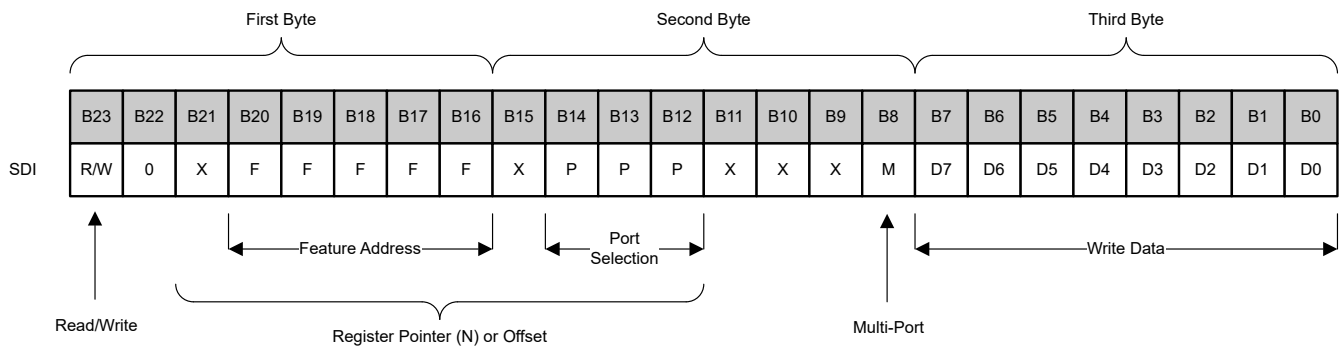 First Byte Second Byte Third Byte
B23 B22 B21 B20 B19 B18 B17 B16 B15 B14 B13 B12 B11 B10 B9 B8 B7 B6 B5 B4 B3 B2 B1 B0
SDI R/W 0 X F F F F F X P P P X X X M D7 D6 D5 D4 D3 D2 D1 D0
Feature Address
Port
Selection
Write Data
Read/Write
Register Pointer (N) or Offset
Multi-Port